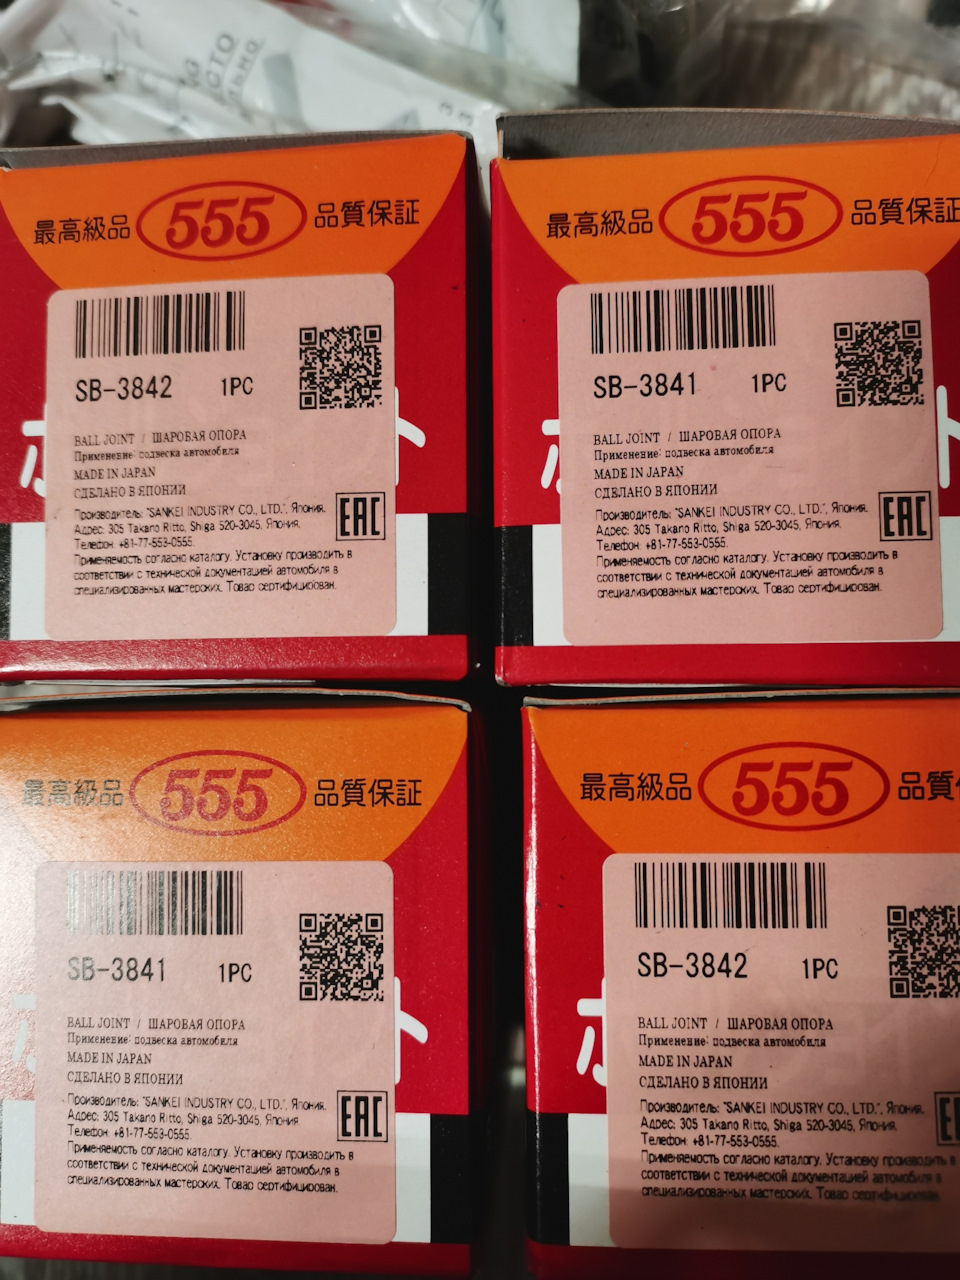 最高級品 555 品質保証
SB-3842 1PC
BALL JOINT / ШАРОВАЯ ОПОРА
Применение: подвеска автомобиля
MADE IN JAPAN
СДЕЛАНО В ЯПОНИИ
Производитель: "SANKEI INDUSTRY CO., LTD.", Япония.
Адрес: 305 Takano Ritto, Shiga 520-3045, Япония.
Телефон: +81-77-553-0555.
Применяемость согласно каталогу. Установку производить в
соответствии с технической документацией автомобиля в
специализированных мастерских. Товар сертифицирован.
EAC
最高級品 555 品質保証
SB-3841 1PC
BALL JOINT / ШАРОВАЯ ОПОРА
Применение: подвеска автомобиля
MADE IN JAPAN
СДЕЛАНО В ЯПОНИИ
Производитель: "SANKEI INDUSTRY CO., LTD.", Япония.
Адрес: 305 Takano Ritto, Shiga 520-3045, Япония.
Телефон: +81-77-553-0555.
Применяемость согласно каталогу. Установку производить в
соответствии с технической документацией автомобиля в
специализированных мастерских. Товар сертифицирован.
EAC
最高級品 555 品質保証
SB-3841 1PC
BALL JOINT / ШАРОВАЯ ОПОРА
Применение: подвеска автомобиля
MADE IN JAPAN
СДЕЛАНО В ЯПОНИИ
Производитель: "SANKEI INDUSTRY CO., LTD.", Япония.
Адрес: 305 Takano Ritto, Shiga 520-3045, Япония.
Телефон: +81-77-553-0555.
Применяемость согласно каталогу. Установку производить в
соответствии с технической документацией автомобиля в
специализированных мастерских. Товар сертифицирован.
EAC
最高級品 555 品質
SB-3842 1PC
BALL JOINT / ШАРОВАЯ ОПОРА
Применение: подвеска автомобиля
MADE IN JAPAN
СДЕЛАНО В ЯПОНИИ
Производитель: "SANKEI INDUSTRY CO., LTD.", Япония.
Адрес: 305 Takano Ritto, Shiga 520-3045, Япония.
Телефон: +81-77-553-0555.
Применяемость согласно каталогу. Установку производить в
соответствии с технической документацией автомобиля в
специализированных мастерских. Товар сертифицирован.